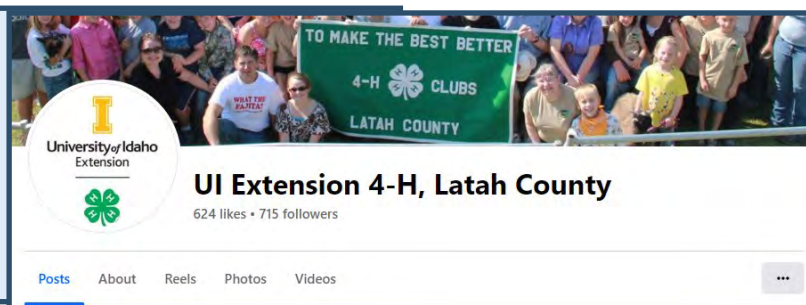 TO MAKE THE BEST BETTER
4-H
CLUBS
LATAH COUNTY
WHAT THE
FAJITA!
I
University of Idaho
Extension
UI Extension 4-H, Latah County
624 likes • 715 followers
Posts About Reels Photos Videos
...